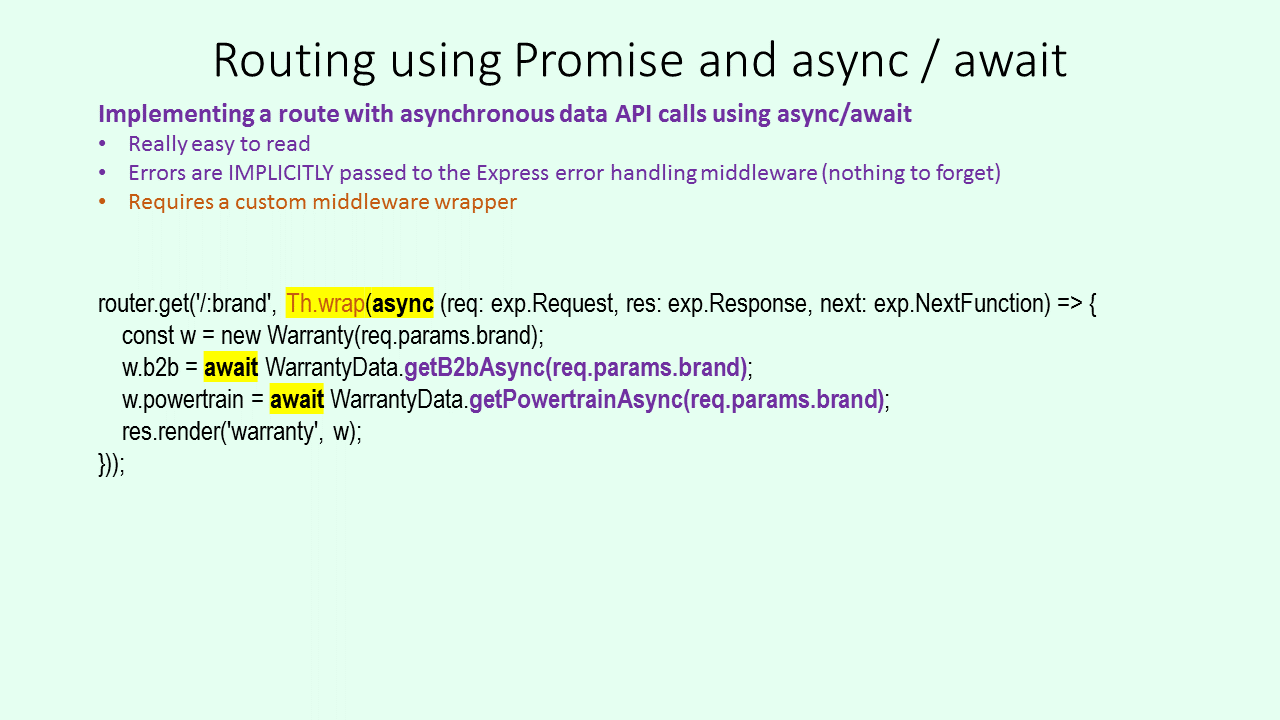 Routing using Promise and async / await
Implementing a route with asynchronous data API calls using async/await
• Really easy to read
• Errors are IMPLICITLY passed to the Express error handling middleware (nothing to forget)
• Requires a custom middleware wrapper
router.get('/:brand', Th.wrap(async (req: exp.Request, res: exp.Response, next: exp.NextFunction) => {
const w = new Warranty(req.params.brand);
w.b2b = await WarrantyData.getB2bAsync(req.params.brand);
w.powertrain = await WarrantyData.getPowertrainAsync(req.params.brand);
res.render('warranty', w);
}));